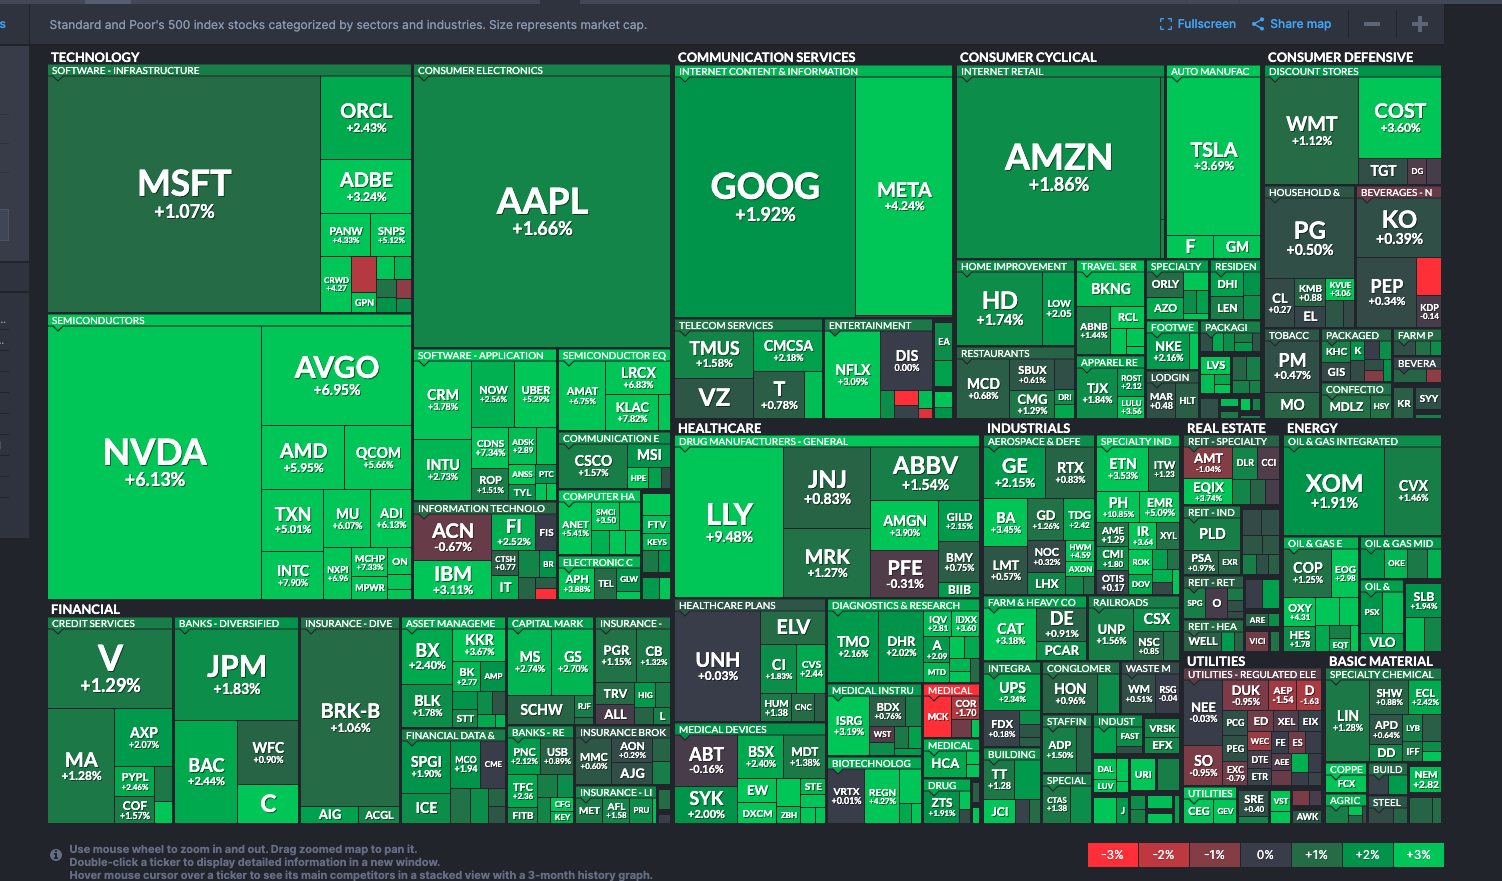 s
Standard and Poor's 500 index stocks categorized by sectors and industries. Size represents market cap.
Fullscreen
Share map
TECHNOLOGY
SOFTWARE - INFRASTRUCTURE
MSFT
+1.07%
ORCL
+2.43%
ADBE
+3.24%
PANW
+4.33%
SNPS
+5.12%
CRWD
+4.27
GPN
CONSUMER ELECTRONICS
AAPL
+1.66%
SEMICONDUCTORS
NVDA
+6.13%
AVGO
+6.95%
AMD
+5.95%
QCOM
+5.66%
TXN
+5.01%
MU
+6.07%
ADI
+6.13%
INTC
+7.90%
NXPI
+6.96
MCHP
+7.33%
ON
MPWR
SOFTWARE - APPLICATION
CRM
+3.78%
NOW
+2.56%
UBER
+5.29%
INTU
+2.73%
CDNS
+7.34%
ADSK
+2.89
ROP
+1.51%
ANSS
PTC
TYL
SEMICONDUCTOR EQ
AMAT
+6.75%
LRCX
+6.83%
KLAC
+7.82%
COMMUNICATION E
CSCO
+1.57%
MSI
HPE
INFORMATION TECHNOLO
ACN
-0.67%
FI
+2.52%
FIS
IBM
+3.11%
CTSH
+0.77
BR
IT
COMPUTER HA
ANET
+5.41%
SMCI
+3.50
FTV
KEYS
ELECTRONIC C
APH
+3.88%
TEL
GLW
COMMUNICATION SERVICES
INTERNET CONTENT & INFORMATION
GOOG
+1.92%
META
+4.24%
TELECOM SERVICES
TMUS
+1.58%
CMCSA
+2.18%
VZ
T
+0.78%
ENTERTAINMENT
NFLX
+3.09%
DIS
0.00%
EA
CONSUMER CYCLICAL
INTERNET RETAIL
AMZN
+1.86%
AUTO MANUFAC
TSLA
+3.69%
F
GM
HOME IMPROVEMENT
HD
+1.74%
LOW
+2.05
TRAVEL SER
BKNG
ABNB
+1.44%
RCL
SPECIALTY
ORLY
AZO
RESIDEN
DHI
LEN
RESTAURANTS
MCD
+0.68%
SBUX
+0.61%
CMG
+1.29%
DRI
APPAREL RE
TJX
+1.84%
ROST
+2.12
LULU
+3.56
FOOTWE
NKE
+2.16%
PACKAGI
LVS
LODGIN
MAR
+0.48
HLT
CONSUMER DEFENSIVE
DISCOUNT STORES
WMT
+1.12%
COST
+3.60%
TGT
DG
HOUSEHOLD &
PG
+0.50%
CL
+0.27
KMB
+0.88
KVUE
+3.06
EL
BEVERAGES - N
KO
+0.39%
PEP
+0.34%
KDP
-0.14
TOBACC
PM
+0.47%
MO
PACKAGED
KHC
K
GIS
FARM P
BEVERA
CONFECTIO
MDLZ
HSY
KR
SYY
HEALTHCARE
DRUG MANUFACTURERS - GENERAL
LLY
+9.48%
JNJ
+0.83%
ABBV
+1.54%
MRK
+1.27%
AMGN
+3.90%
GILD
+2.15%
PFE
-0.31%
BMY
+0.75%
BIIB
HEALTHCARE PLANS
UNH
+0.03%
ELV
CI
+1.83%
CVS
+2.44
HUM
+1.38
CNC
DIAGNOSTICS & RESEARCH
TMO
+2.16%
DHR
+2.02%
IQV
+2.81
IDXX
+3.60
A
+2.09
MTD
MEDICAL INSTRU
ISRG
+3.19%
BDX
+0.76%
WST
MEDICAL
MCK
COR
-1.70
MEDICAL
HCA
MEDICAL DEVICES
ABT
-0.16%
BSX
+2.40%
MDT
+1.38%
SYK
+2.00%
EW
STE
DXCM
ZBH
BIOTECHNOLOG
VRTX
+0.01%
REGN
+4.27%
DRUG
ZTS
+1.91%
INDUSTRIALS
AEROSPACE & DEFE
GE
+2.15%
RTX
+0.83%
BA
+3.45%
GD
+1.26%
TDG
+2.42
LMT
+0.57%
NOC
+0.32%
HWM
+4.59
LHX
AXON
SPECIALTY IND
ETN
+3.53%
ITW
+1.23
PH
+10.85%
EMR
+5.09%
AME
+1.29
IR
+3.64
XYL
CMI
+1.80
ROK
OTIS
+0.17
DOV
FARM & HEAVY CO
CAT
+3.18%
DE
+0.91%
PCAR
RAILROADS
UNP
+1.56%
CSX
NSC
+0.85
INTEGRA
UPS
+2.34%
FDX
+0.18%
CONGLOMER
HON
+0.96%
WASTE M
WM
+0.51%
RSG
-0.04
STAFFIN
ADP
+1.50%
INDUST
FAST
VRSK
EFX
BUILDING
TT
+1.28
JCI
SPECIAL
CTAS
+1.38
DAL
LUV
URI
J
REAL ESTATE
REIT - SPECIALTY
AMT
-1.04%
DLR
CCI
EQIX
+3.74%
REIT - IND
PLD
PSA
+0.97%
EXR
REIT - RET
SPG
O
ARE
REIT - HEA
WELL
VICI
ENERGY
OIL & GAS INTEGRATED
XOM
+1.91%
CVX
+1.46%
OIL & GAS E
COP
+1.25%
EOG
+2.98
OXY
+4.31
HES
+1.78
EQT
OIL & GAS MID
OKE
OIL &
PSX
VLO
SLB
+1.94%
UTILITIES
UTILITIES - REGULATED ELE
NEE
-0.03%
DUK
-0.95%
AEP
-1.54
D
-1.63
SO
-0.95%
PCG
ED
XEL
EIX
PEG
WEC
FE
ES
EXC
-0.79
DTE
AEE
ETR
UTILITIES
CEG
GEV
SRE
+0.40
VST
AWK
BASIC MATERIAL
SPECIALTY CHEMICAL
LIN
+1.28%
SHW
+0.88%
ECL
+2.42%
APD
+0.64%
LYB
DD
IFF
COPPE
FCX
BUILD
NEM
+2.82
AGRIC
STEEL
FINANCIAL
CREDIT SERVICES
V
+1.29%
MA
+1.28%
AXP
+2.07%
PYPL
+2.46%
COF
+1.57%
BANKS - DIVERSIFIED
JPM
+1.83%
BAC
+2.44%
WFC
+0.90%
C
INSURANCE - DIVE
BRK-B
+1.06%
AIG
ACGL
ASSET MANAGEME
BX
+2.40%
KKR
+3.67%
BK
+2.77
AMP
BLK
+1.78%
STT
CAPITAL MARK
MS
+2.74%
GS
+2.70%
SCHW
RJF
INSURANCE -
PGR
+1.15%
CB
+1.32%
TRV
HIG
ALL
L
FINANCIAL DATA &
SPGI
+1.90%
MCO
+1.94
CME
ICE
BANKS - RE
PNC
+2.12%
USB
+0.89%
TFC
+2.36
CFG
FITB
KEY
INSURANCE BROK
MMC
+0.60%
AON
+0.29%
AJG
INSURANCE - LI
MET
AFL
+1.58
PRU
Use mouse wheel to zoom in and out. Drag zoomed map to pan it.
Double-click a ticker to display detailed information in a new window.
Hover mouse cursor over a ticker to see its main competitors in a stacked view with a 3-month history graph.
-3%
-2%
-1%
0%
+1%
+2%
+3%